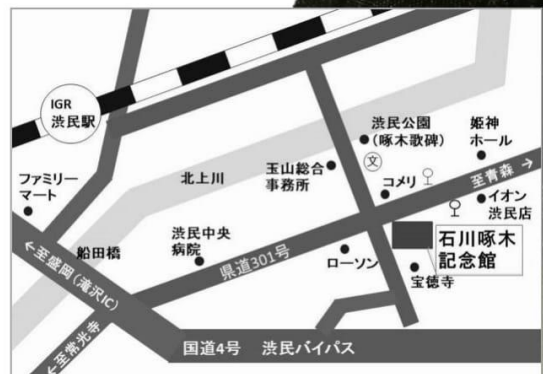 IGR
渋民駅
渋民公園
(啄木歌碑)
姫神
ホール
文
玉山総合
事務所
コメリ
至青森→
ファミリー
マート
北上川
イオン
渋民店
船田橋
渋民中央
病院
県道301号
ローソン
石川啄木
記念館
宝徳寺
←至盛岡(滝沢IC)
←至常光寺
国道4号 渋民バイパス